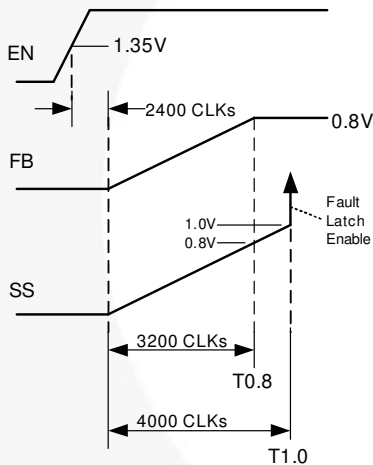 EN
1.35V
2400 CLKs
0.8V
FB
Fault
Latch
Enable
1.0V
0.8V
SS
3200 CLKs
T0.8
4000 CLKs
T1.0